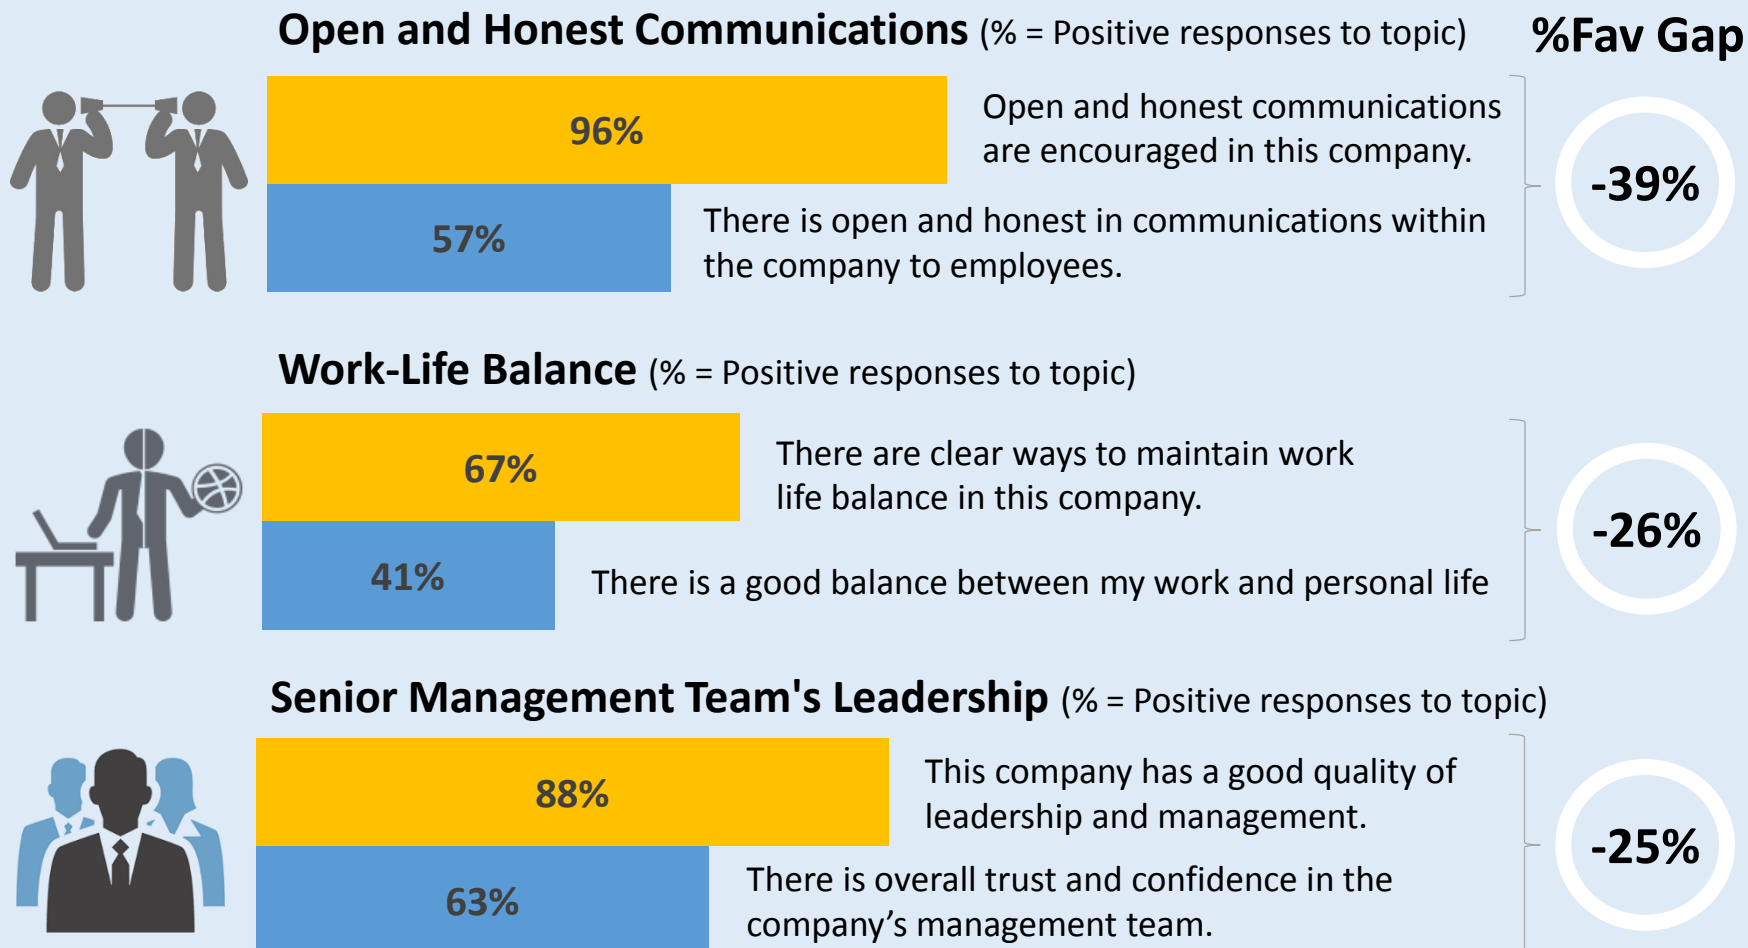 Open and Honest Communications (% = Positive responses to topic)
%Fav Gap
96%
Open and honest communications
are encouraged in this company.
57%
There is open and honest in communications within
the company to employees.
-39%
Work-Life Balance (% = Positive responses to topic)
67%
There are clear ways to maintain work
life balance in this company.
41%
There is a good balance between my work and personal life
-26%
Senior Management Team's Leadership (% = Positive responses to topic)
88%
This company has a good quality of
leadership and management.
63%
There is overall trust and confidence in the
company’s management team.
-25%